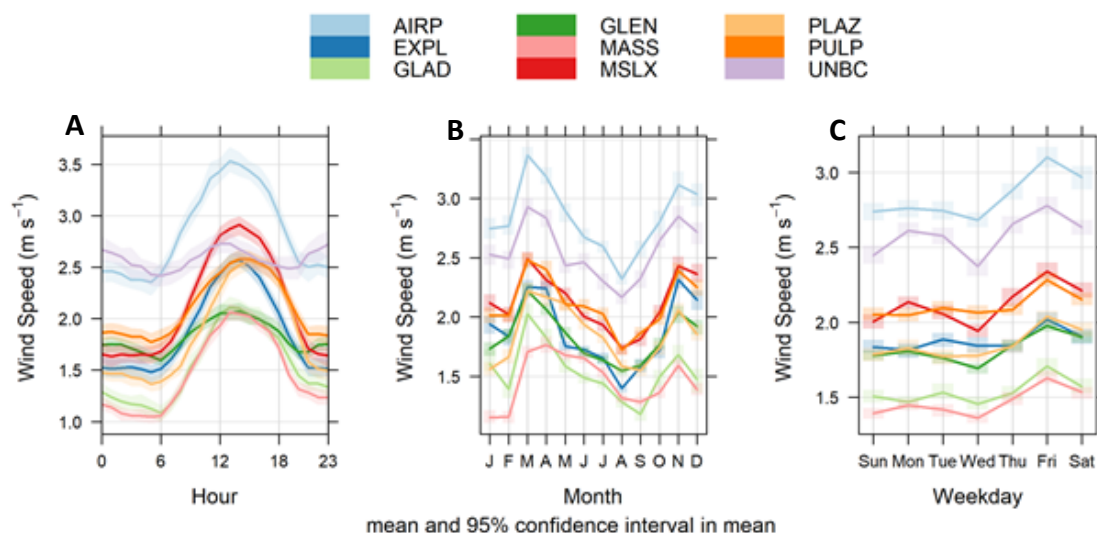 AIRP GLEN PLAZ
EXPL MASS PULP
GLAD MSLX UNBC
A B C
Wind Speed (m s⁻¹)
3.5
3.0
2.5
2.0
1.5
1.0
0 6 12 18 23
Hour
Wind Speed (m s⁻¹)
3.0
2.5
2.0
1.5
J F M A M J J A S O N D
Month
Wind Speed (m s⁻¹)
3.0
2.5
2.0
1.5
Sun Mon Tue Wed Thu Fri Sat
Weekday
mean and 95% confidence interval in mean